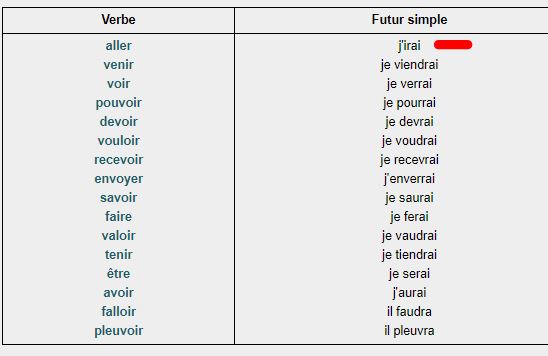 Verbe Futur simple
aller j'irai
venir je viendrai
voir je verrai
pouvoir je pourrai
devoir je devrai
vouloir je voudrai
recevoir je recevrai
envoyer j'enverrai
savoir je saurai
faire je ferai
valoir je vaudrai
tenir je tiendrai
être je serai
avoir j'aurai
falloir il faudra
pleuvoir il pleuvra